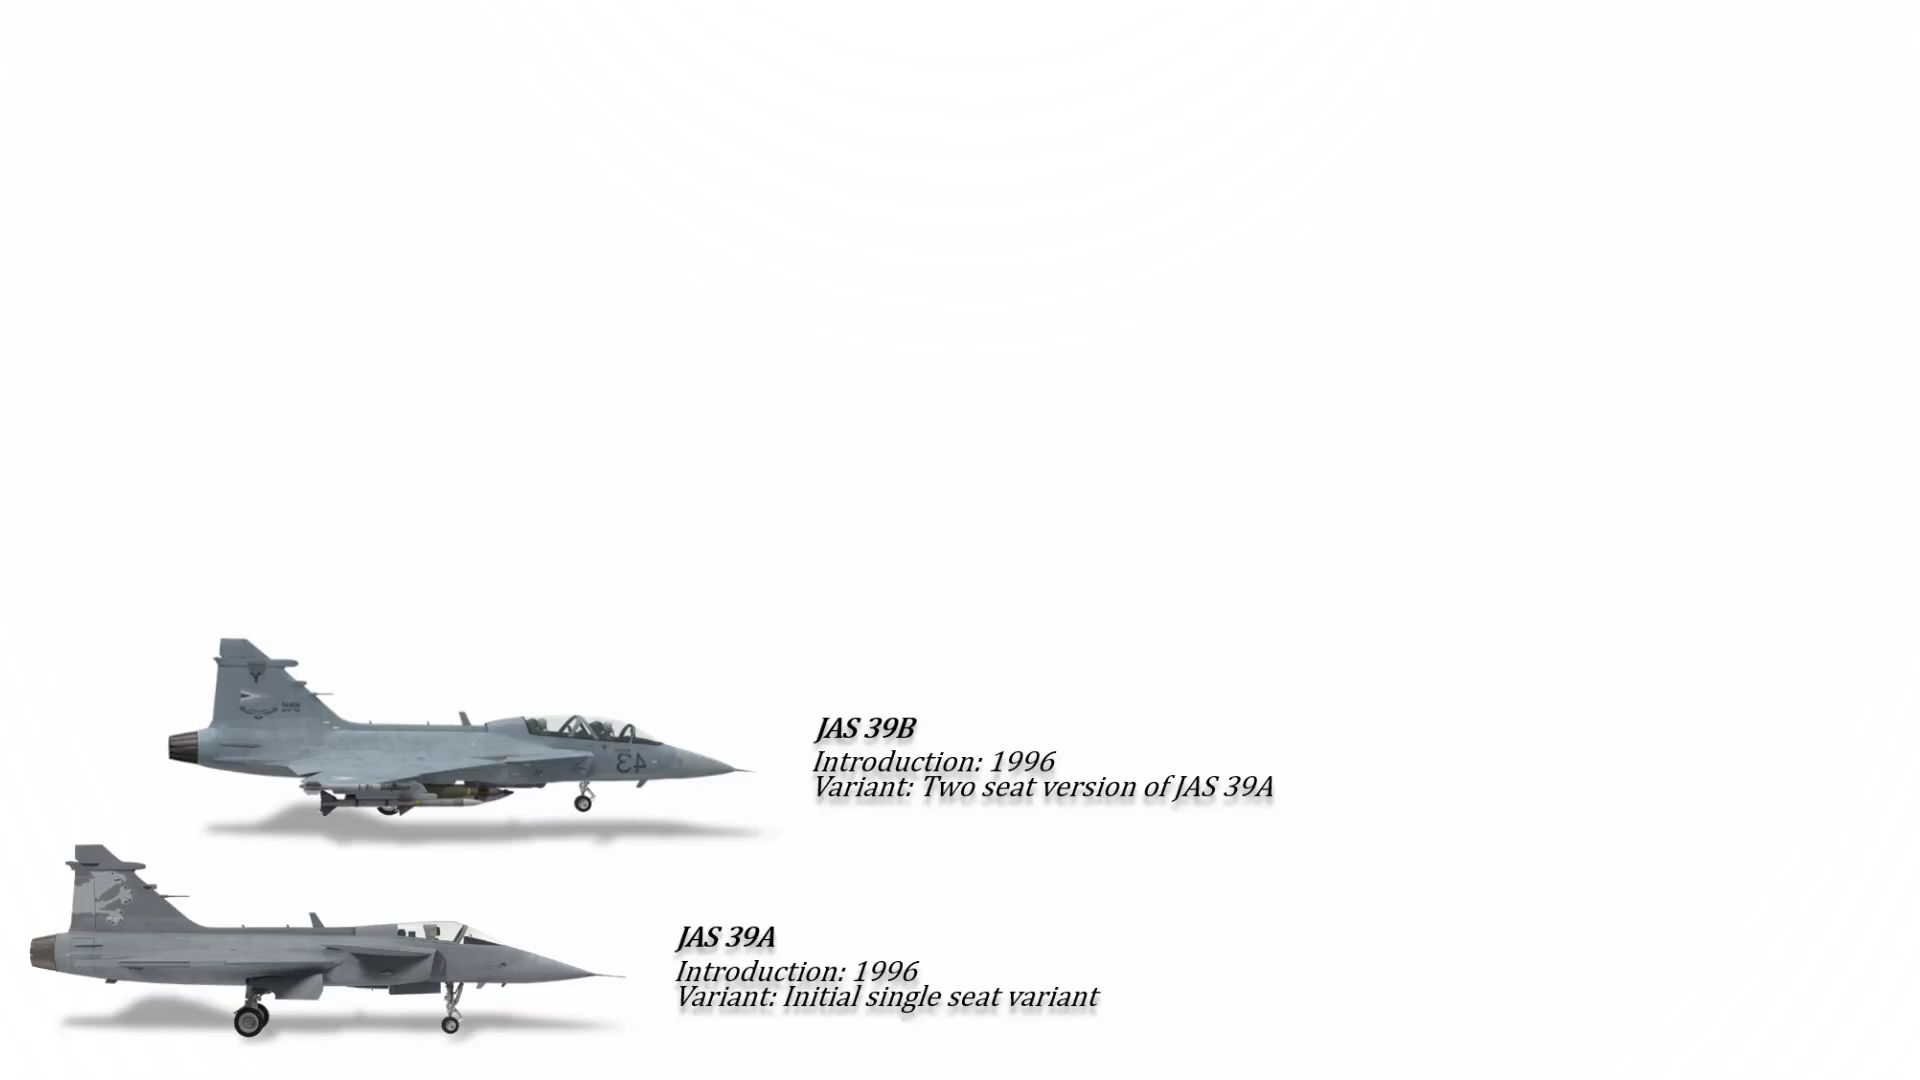 JAS 39B
Introduction: 1996
Variant: Two seat version of JAS 39A
43
JAS 39A
Introduction: 1996
Variant: Initial single seat variant